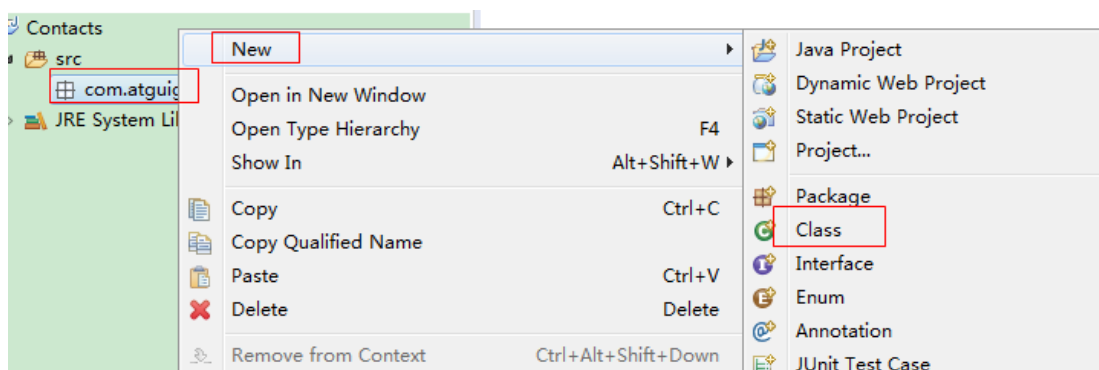 Contacts
src
com.atguig
JRE System Lil
New
Open in New Window
Open Type Hierarchy F4
Show In Alt+Shift+W
Copy Ctrl+C
Copy Qualified Name
Paste Ctrl+V
Delete Delete
Remove from Context Ctrl+Alt+Shift+Down
Java Project
Dynamic Web Project
Static Web Project
Project...
Package
Class
Interface
Enum
Annotation
JUnit Test Case